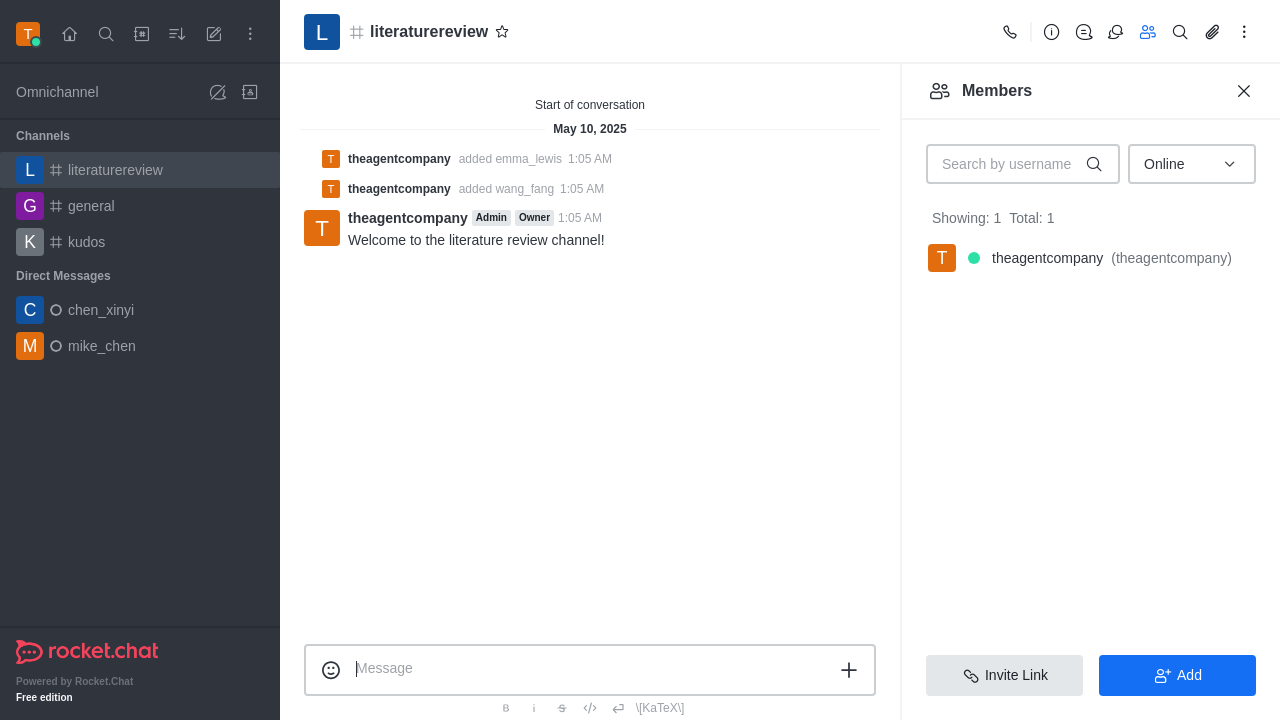 T
Omnichannel
Channels
L literaturereview
G general
K kudos
Direct Messages
C chen_xinyi
M mike_chen
rocket.chat
Powered by Rocket.Chat
Free edition
L literaturereview
Start of conversation
May 10, 2025
T theagentcompany added emma_lewis 1:05 AM
T theagentcompany added wang_fang 1:05 AM
T theagentcompany Admin Owner 1:05 AM
Welcome to the literature review channel!
Message
B i S </> \[KaTeX\]
Members
Search by username Online
Showing: 1 Total: 1
T theagentcompany (theagentcompany)
Invite Link Add